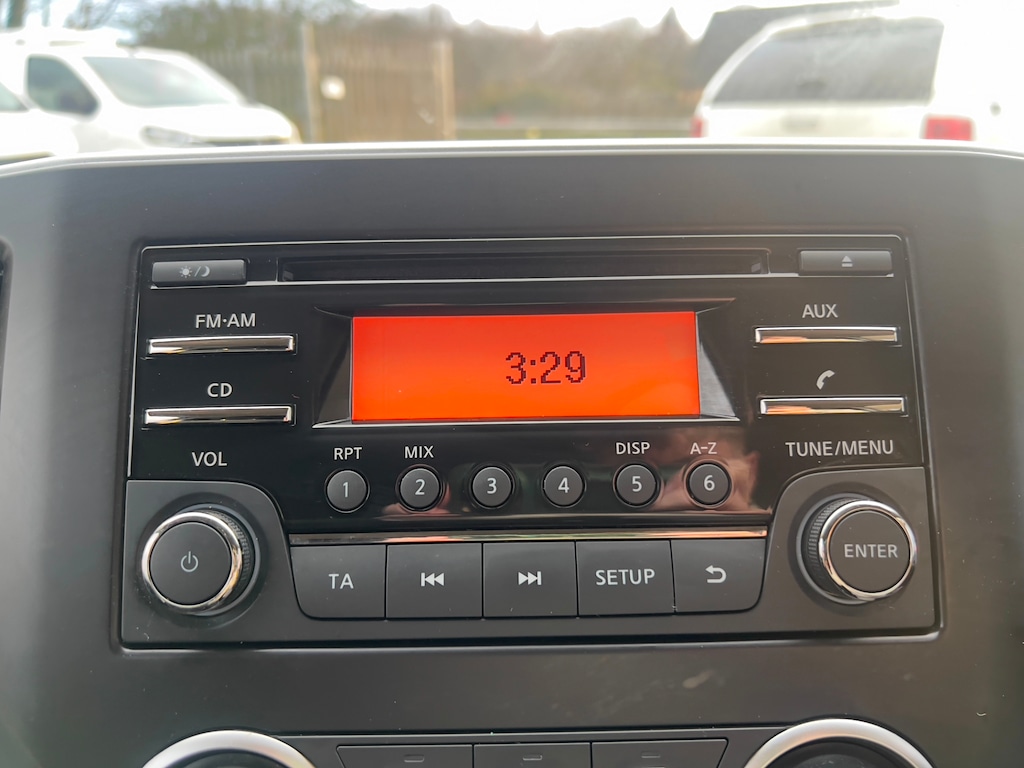 FM·AM
AUX
3:29
CD
VOL
RPT MIX DISP A-Z
TUNE/MENU
1 2 3 4 5 6
ENTER
TA SETUP